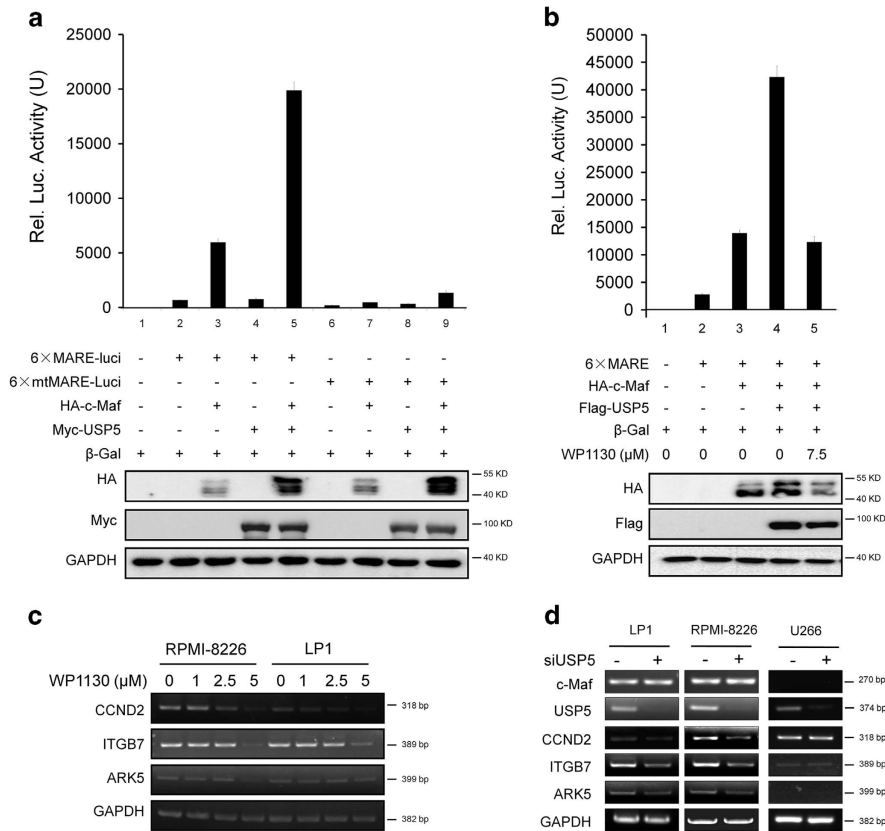 a
Rel. Luc. Activity (U)
25000
20000
15000
10000
5000
0
1 2 3 4 5 6 7 8 9
6×MARE-luci - + + + + - - - -
6×mtMARE-Luci - - - - - + + + +
HA-c-Maf - - + - + - + - +
Myc-USP5 - - - + + - - + +
β-Gal + + + + + + + + +
HA
55 KD
40 KD
Myc
100 KD
GAPDH
40 KD
b
Rel. Luc. Activity (U)
50000
45000
40000
35000
30000
25000
20000
15000
10000
5000
0
1 2 3 4 5
6×MARE - + + + +
HA-c-Maf - - + + +
Flag-USP5 - - - + +
β-Gal + + + + +
WP1130 (μM) 0 0 0 0 7.5
HA
55 KD
40 KD
Flag
100 KD
GAPDH
40 KD
c
RPMI-8226 LP1
WP1130 (μM) 0 1 2.5 5 0 1 2.5 5
CCND2 318 bp
ITGB7 389 bp
ARK5 399 bp
GAPDH 382 bp
d
LP1 RPMI-8226 U266
siUSP5 - + - + - +
c-Maf 270 bp
USP5 374 bp
CCND2 318 bp
ITGB7 389 bp
ARK5 399 bp
GAPDH 382 bp